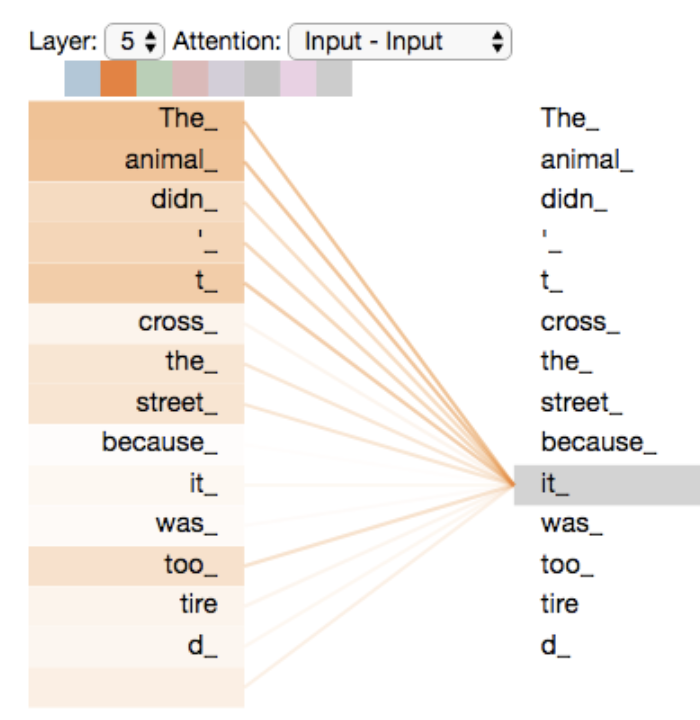 Layer: 5 Attention: Input - Input
The_ The_
animal_ animal_
didn_ didn_
'_ '_
t_ t_
cross_ cross_
the_ the_
street_ street_
because_ because_
it_ it_
was_ was_
too_ too_
tire tire
d_ d_